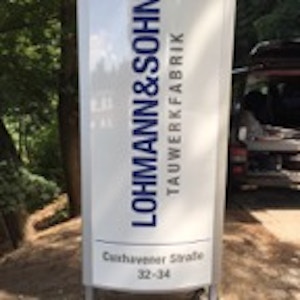 LOHMANN&SOHN
TAUWERKFABRIK
Cuxhavener Straße
32-34